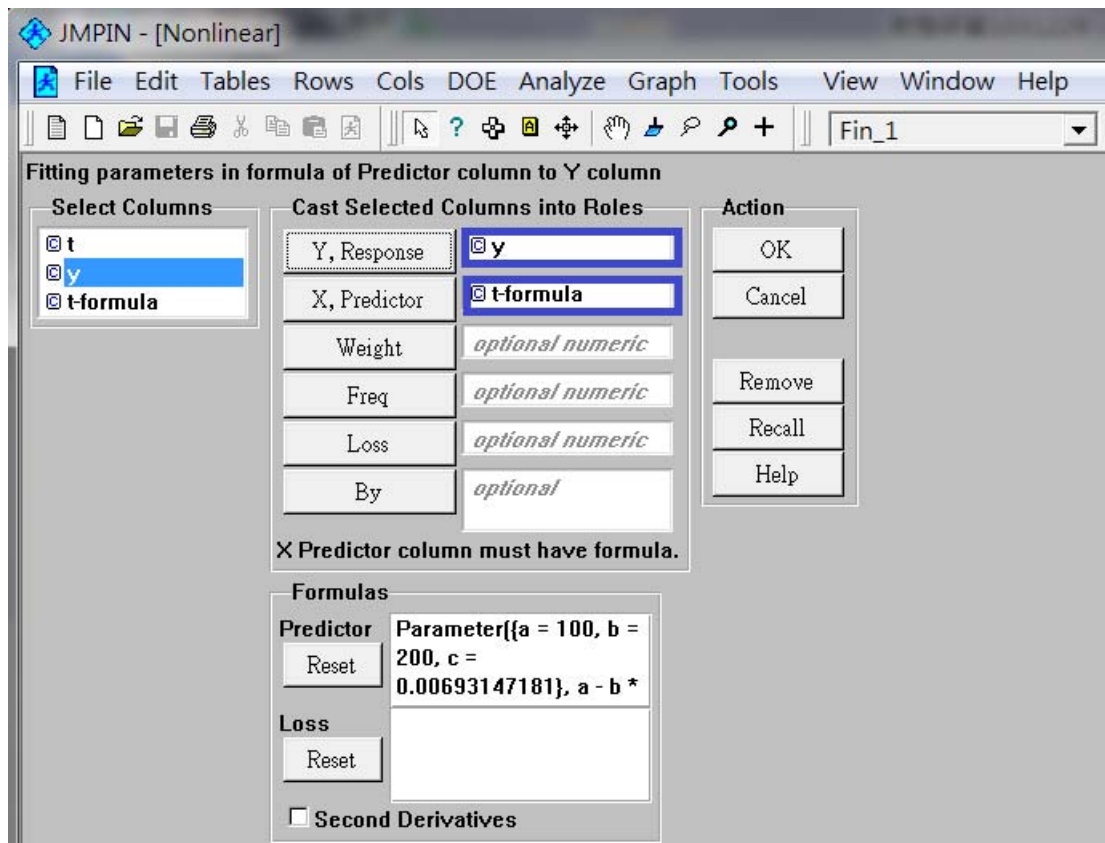 JMPIN - [Nonlinear]
File Edit Tables Rows Cols DOE Analyze Graph Tools View Window Help
? A Fin_1
Fitting parameters in formula of Predictor column to Y column
Select Columns
C t
C y
C t-formula
Cast Selected Columns into Roles
Y, Response C y
X, Predictor C t-formula
Weight optional numeric
Freq optional numeric
Loss optional numeric
By optional
X Predictor column must have formula.
Action
OK
Cancel
Remove
Recall
Help
Formulas
Predictor
Reset
Parameter({a = 100, b =
200, c =
0.00693147181}, a - b *
Loss
Reset
Second Derivatives